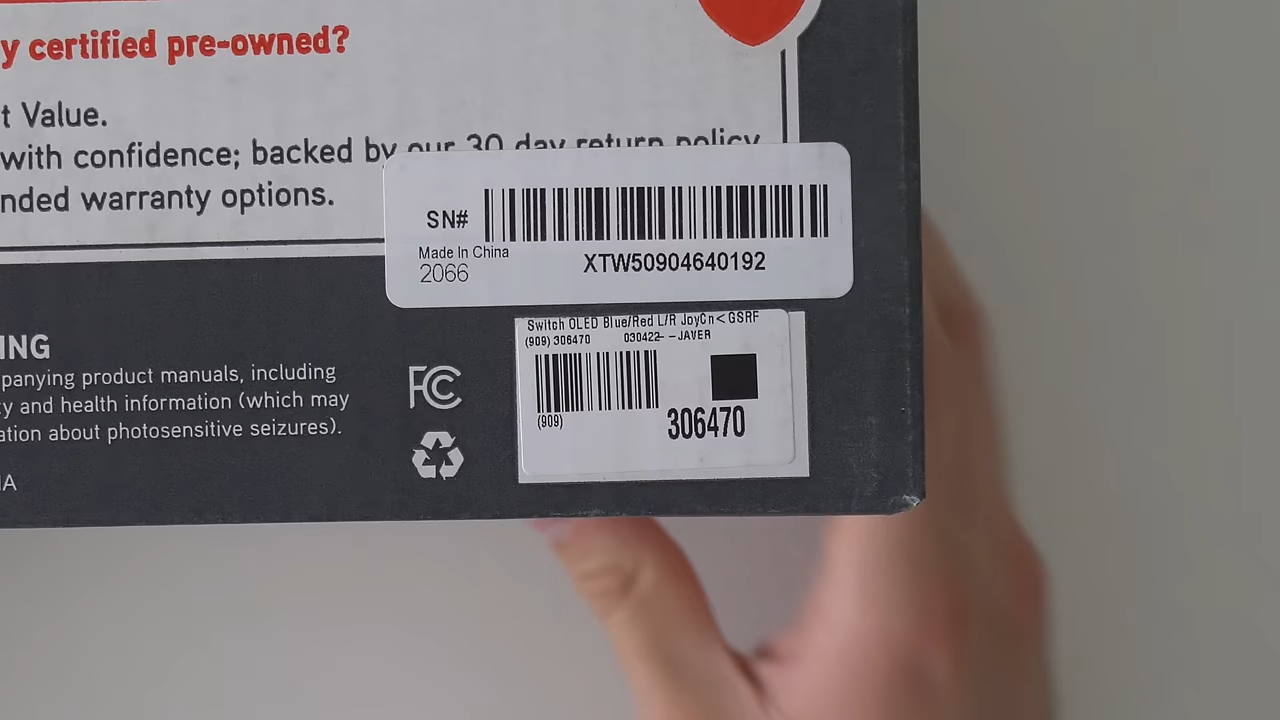 y certified pre-owned?
t Value.
with confidence; backed by our 30 day return policy
nded warranty options.
SN#
Made In China
2066
XTW50904640192
Switch OLED Blue/Red L/R JoyCn<GSRF
(909) 306470 030422- -JAVER
(909)
306470
ING
panying product manuals, including
y and health information (which may
ation about photosensitive seizures).
IA
FC